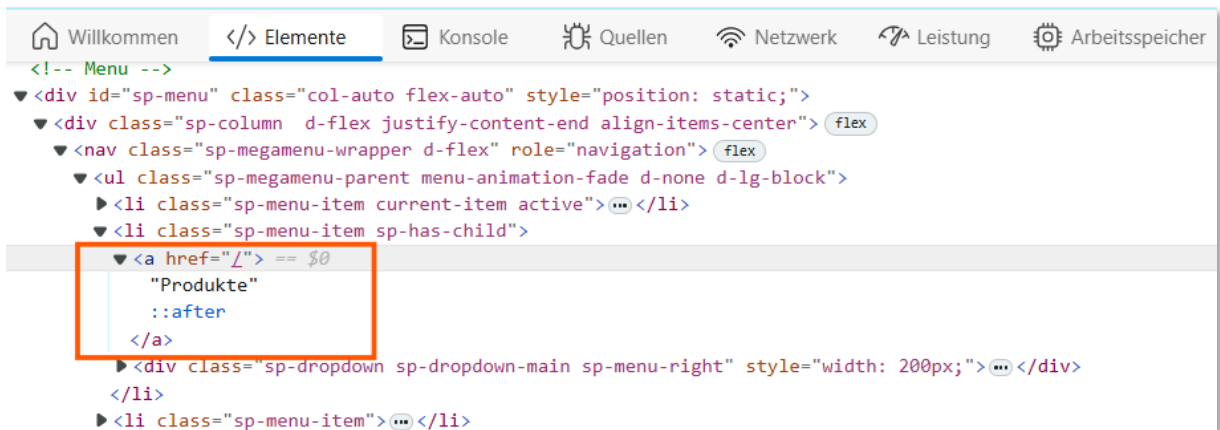 Willkommen </> Elemente Konsole Quellen Netzwerk Leistung Arbeitsspeicher
<!-- Menu -->
<div id="sp-menu" class="col-auto flex-auto" style="position: static;">
<div class="sp-column  d-flex justify-content-end align-items-center"> flex
<nav class="sp-megamenu-wrapper d-flex" role="navigation"> flex
<ul class="sp-megamenu-parent menu-animation-fade d-none d-lg-block">
<li class="sp-menu-item current-item active"> … </li>
<li class="sp-menu-item sp-has-child">
<a href="/"> == $0
"Produkte"
::after
</a>
<div class="sp-dropdown sp-dropdown-main sp-menu-right" style="width: 200px;"> … </div>
</li>
<li class="sp-menu-item"> … </li>